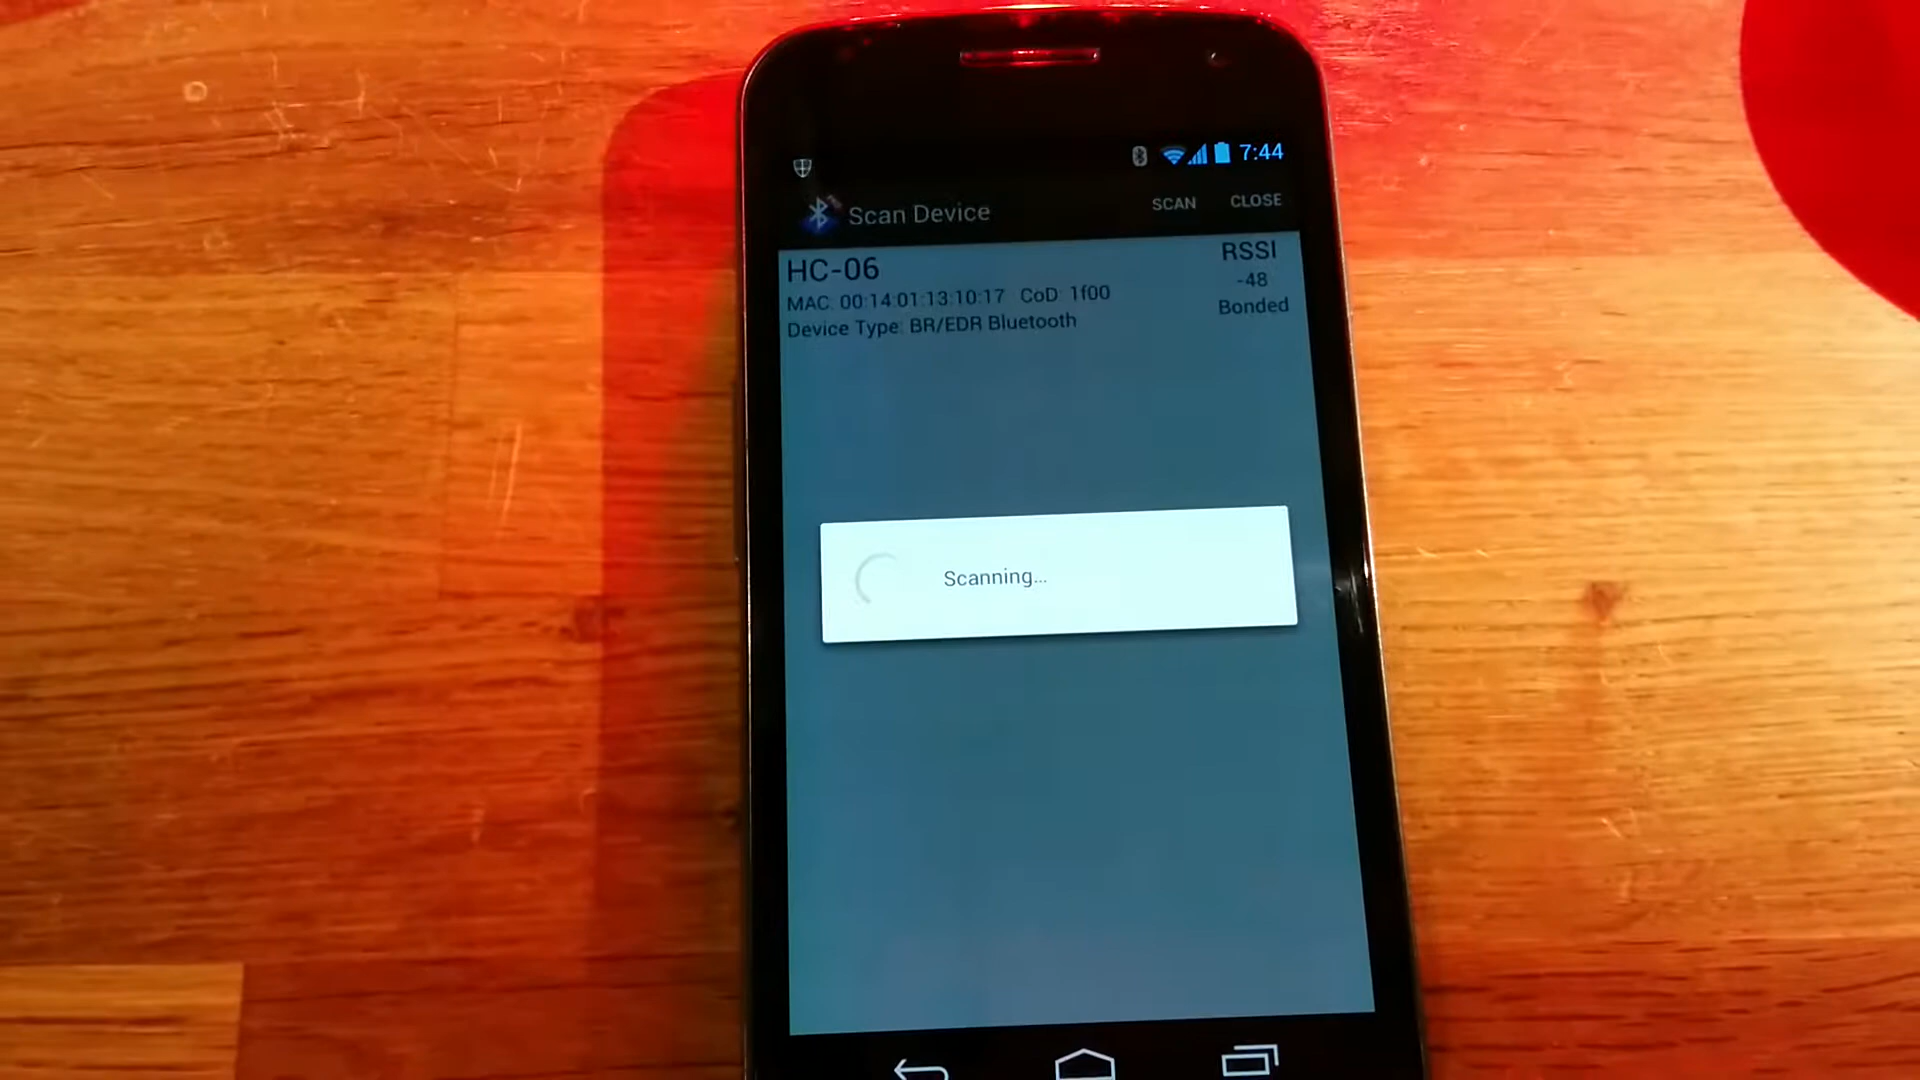 7:44
Scan Device SCAN CLOSE
HC-06 RSSI
MAC: 00:14:01:13:10:17 CoD: 1f00 -48
Device Type: BR/EDR Bluetooth Bonded
Scanning...